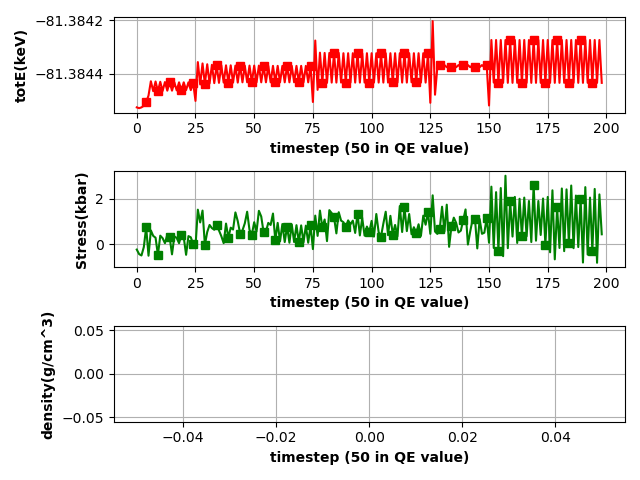 totE(keV)
−81.3842
−81.3844
0 25 50 75 100 125 150 175 200
timestep (50 in QE value)
Stress(kbar)
2
0
0 25 50 75 100 125 150 175 200
timestep (50 in QE value)
density(g/cm^3)
0.05
0.00
−0.05
−0.04 −0.02 0.00 0.02 0.04
timestep (50 in QE value)